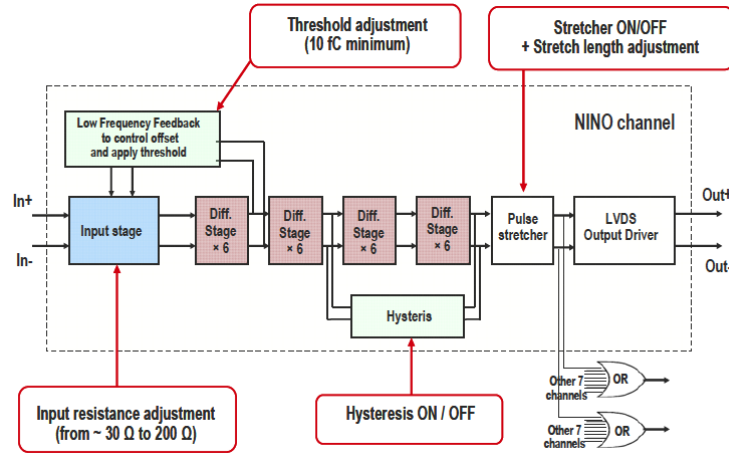 Threshold adjustment
(10 fC minimum)
Stretcher ON/OFF
+ Stretch length adjustment
NINO channel
Low Frequency Feedback
to control offset
and apply threshold
In+
In-
Input stage
Diff.
Stage
× 6
Diff.
Stage
× 6
Diff.
Stage
× 6
Diff.
Stage
× 6
Pulse
stretcher
LVDS
Output Driver
Out+
Out-
Hysteris
Input resistance adjustment
(from ~ 30 Ω to 200 Ω)
Hysteresis ON / OFF
Other 7
channels
OR
Other 7
channels
OR